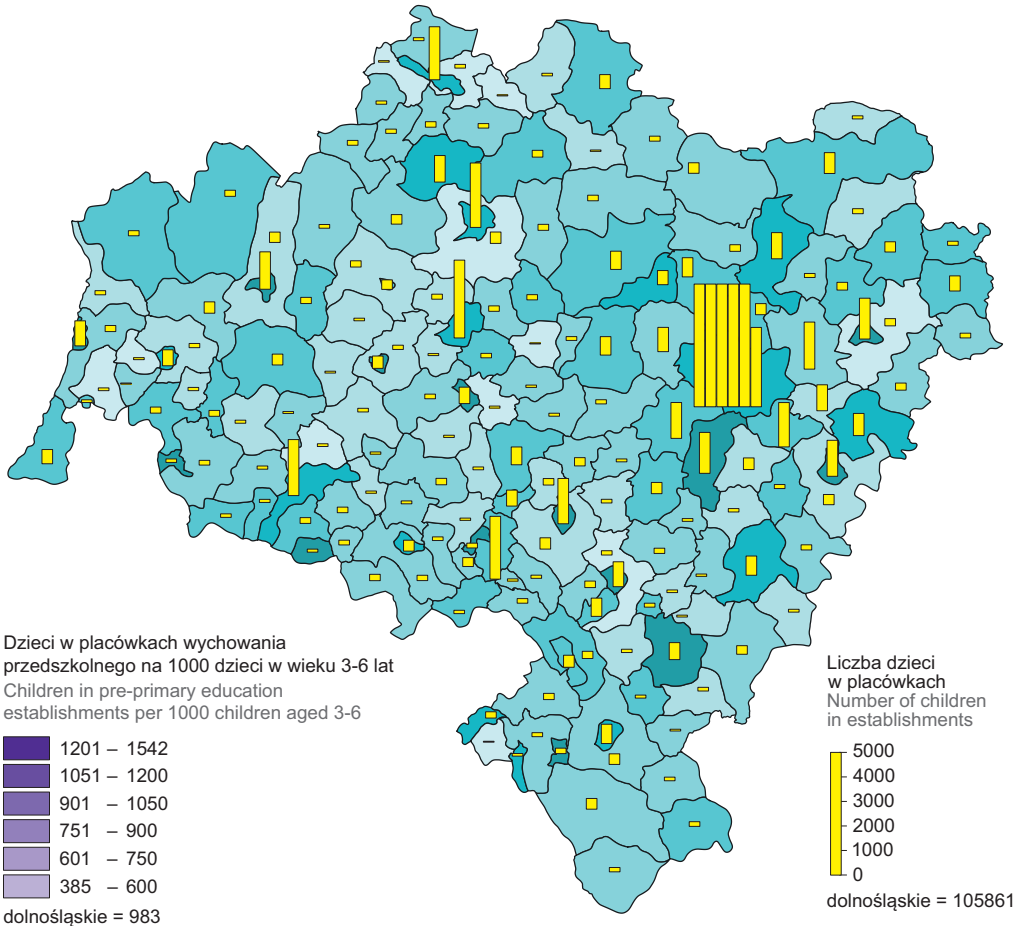 Dzieci w placówkach wychowania
przedszkolnego na 1000 dzieci w wieku 3-6 lat
Children in pre-primary education
establishments per 1000 children aged 3-6
1201 – 1542
1051 – 1200
901 – 1050
751 – 900
601 – 750
385 – 600
dolnośląskie = 983
Liczba dzieci
w placówkach
Number of children
in establishments
5000
4000
3000
2000
1000
0
dolnośląskie = 105861